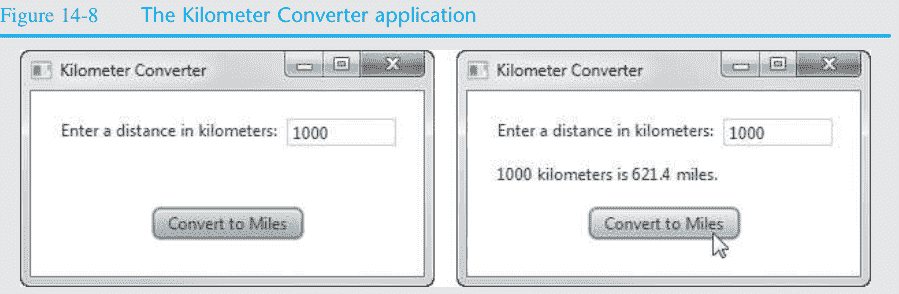 Figure 14-8 The Kilometer Converter application
Kilometer Converter
Enter a distance in kilometers: 1000
Convert to Miles
Kilometer Converter
Enter a distance in kilometers: 1000
1000 kilometers is 621.4 miles.
Convert to Miles